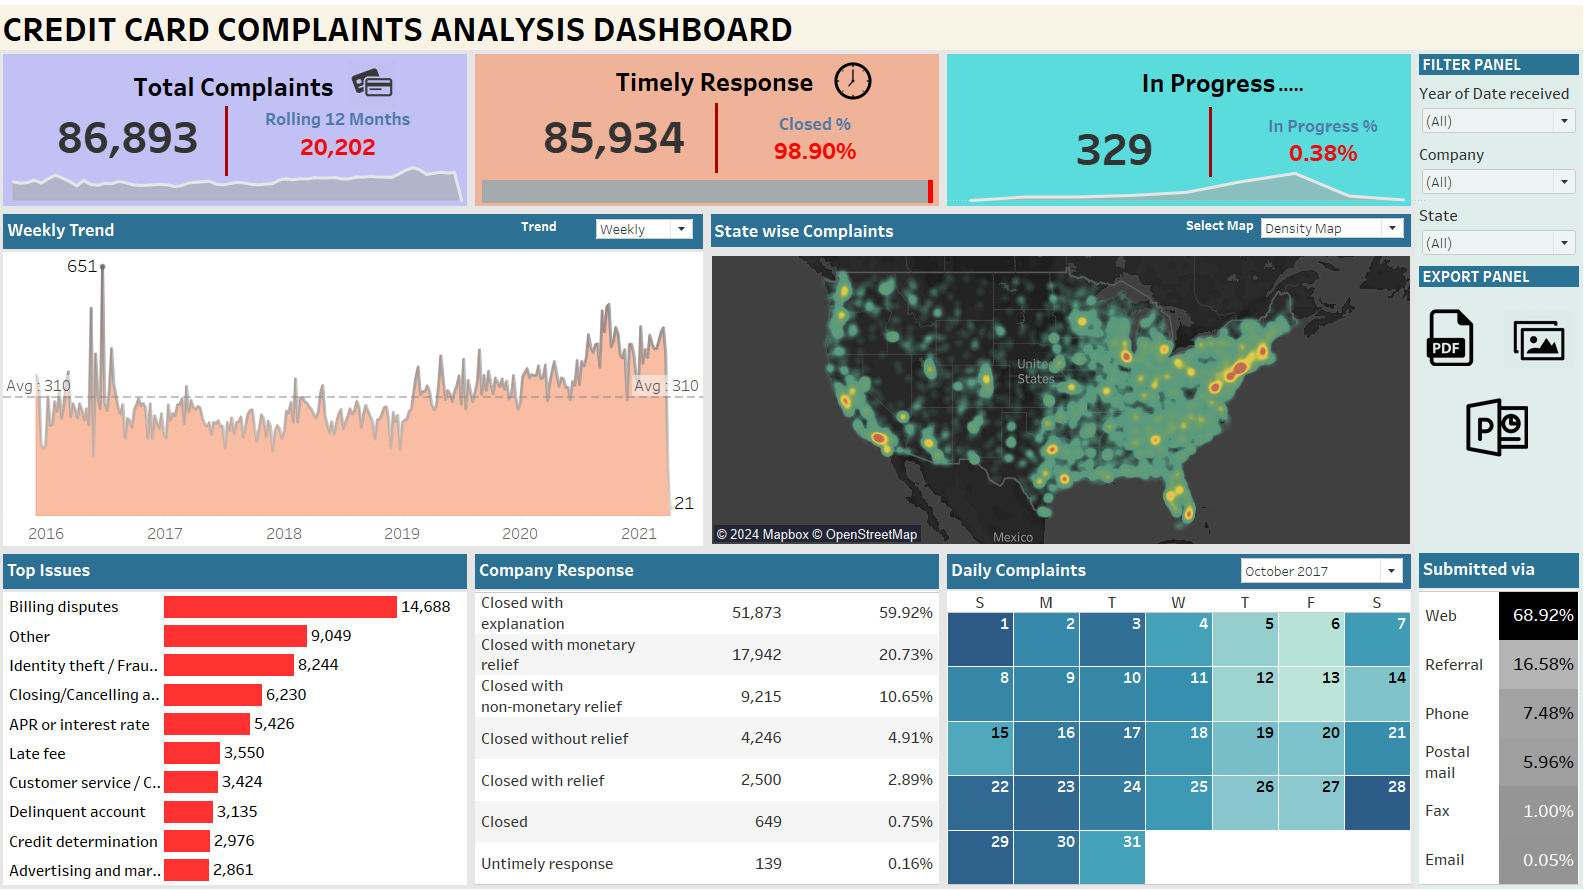 CREDIT CARD COMPLAINTS ANALYSIS DASHBOARD
Total Complaints
86,893
Rolling 12 Months
20,202
Timely Response
85,934
Closed %
98.90%
In Progress.....
329
In Progress %
0.38%
FILTER PANEL
Year of Date received
(All)
Company
(All)
State
(All)
EXPORT PANEL
PDF
P
Weekly Trend
Trend
Weekly
651
Avg : 310
Avg : 310
21
2016
2017
2018
2019
2020
2021
State wise Complaints
Select Map
Density Map
United
States
Mexico
© 2024 Mapbox © OpenStreetMap
Top Issues
Billing disputes
14,688
Other
9,049
Identity theft / Frau..
8,244
Closing/Cancelling a..
6,230
APR or interest rate
5,426
Late fee
3,550
Customer service / C..
3,424
Delinquent account
3,135
Credit determination
2,976
Advertising and mar..
2,861
Company Response
Closed with
explanation
51,873
59.92%
Closed with monetary
relief
17,942
20.73%
Closed with
non-monetary relief
9,215
10.65%
Closed without relief
4,246
4.91%
Closed with relief
2,500
2.89%
Closed
649
0.75%
Untimely response
139
0.16%
Daily Complaints
October 2017
S M T W T F S
1 2 3 4 5 6 7
8 9 10 11 12 13 14
15 16 17 18 19 20 21
22 23 24 25 26 27 28
29 30 31
Submitted via
Web
68.92%
Referral
16.58%
Phone
7.48%
Postal
mail
5.96%
Fax
1.00%
Email
0.05%